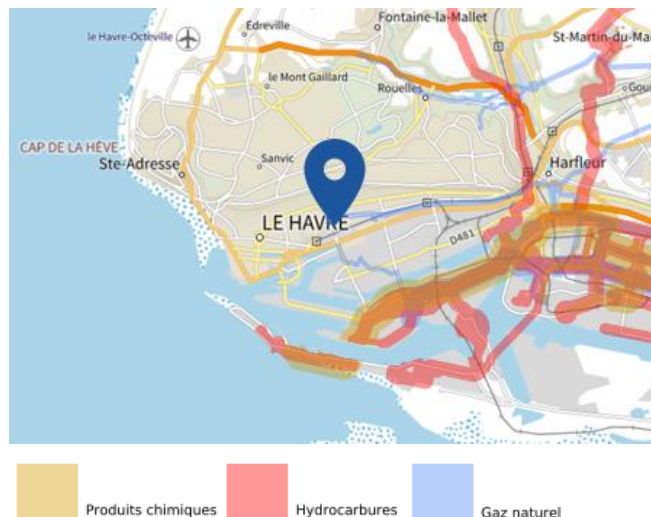 Edreville
Fontaine-la-Mallet
le Havre-Octeville
St-Martin-du-Ma
le Mont Gaillard
Rouelles
Gou
CAP DE LA HÈVE
Ste-Adresse
Sanvic
Harfleur
LE HAVRE
D481
Produits chimiques
Hydrocarbures
Gaz naturel